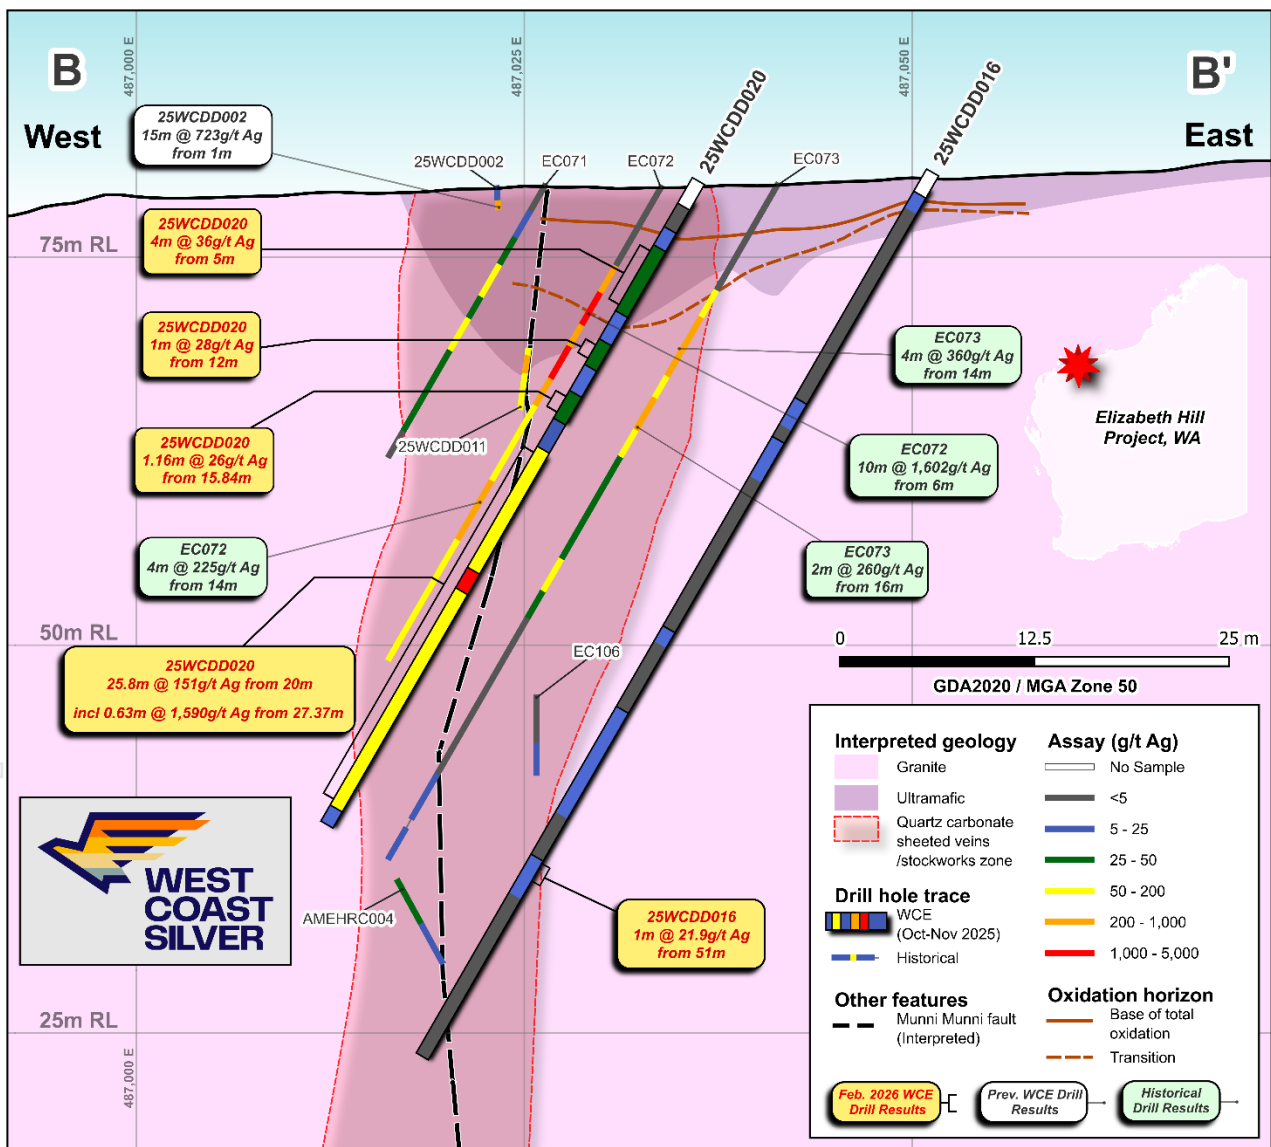 B
B'
West
East
487,000 E
487,025 E
487,050 E
25WCDD020
25WCDD016
25WCDD002
15m @ 723g/t Ag
from 1m
25WCDD002
EC071
EC072
EC073
25WCDD020
4m @ 36g/t Ag
from 5m
75m RL
25WCDD020
1m @ 28g/t Ag
from 12m
EC073
4m @ 360g/t Ag
from 14m
Elizabeth Hill
Project, WA
25WCDD020
1.16m @ 26g/t Ag
from 15.84m
25WCDD011
EC072
10m @ 1,602g/t Ag
from 6m
EC072
4m @ 225g/t Ag
from 14m
EC073
2m @ 260g/t Ag
from 16m
50m RL
25WCDD020
25.8m @ 151g/t Ag from 20m
incl 0.63m @ 1,590g/t Ag from 27.37m
EC106
0
12.5
25 m
GDA2020 / MGA Zone 50
WEST
COAST
SILVER
AMEHRC004
25WCDD016
1m @ 21.9g/t Ag
from 51m
25m RL
487,000 E
Interpreted geology
Granite
Ultramafic
Quartz carbonate
sheeted veins
/stockworks zone
Drill hole trace
WCE
(Oct-Nov 2025)
Historical
Other features
Munni Munni fault
(Interpreted)
Assay (g/t Ag)
No Sample
<5
5 - 25
25 - 50
50 - 200
200 - 1,000
1,000 - 5,000
Oxidation horizon
Base of total
oxidation
Transition
Feb. 2026 WCE
Drill Results
Prev. WCE Drill
Results
Historical
Drill Results